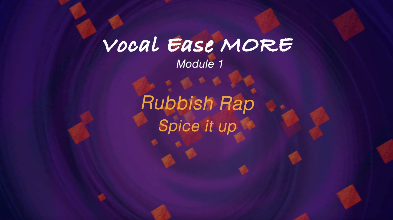 Vocal Ease MORE
Module 1
Rubbish Rap
Spice it up